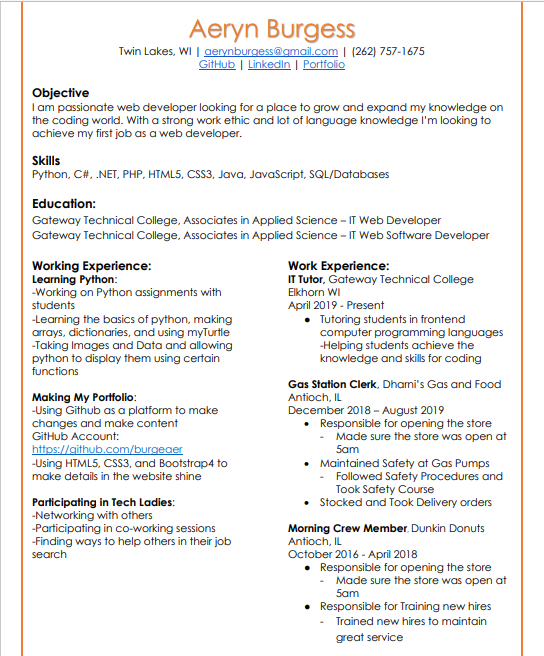 Aeryn Burgess
Twin Lakes, WI | aerynburgess@gmail.com | (262) 757-1675
GitHub | LinkedIn | Portfolio
Objective
I am passionate web developer looking for a place to grow and expand my knowledge on
the coding world. With a strong work ethic and lot of language knowledge I'm looking to
achieve my first job as a web developer.
Skills
Python, C#, .NET, PHP, HTML5, CSS3, Java, JavaScript, SQL/Databases
Education:
Gateway Technical College, Associates in Applied Science – IT Web Developer
Gateway Technical College, Associates in Applied Science – IT Web Software Developer
Working Experience:
Learning Python:
-Working on Python assignments with
students
-Learning the basics of python, making
arrays, dictionaries, and using myTurtle
-Taking Images and Data and allowing
python to display them using certain
functions
Making My Portfolio:
-Using Github as a platform to make
changes and make content
GitHub Account:
https://github.com/burgeaer
-Using HTML5, CSS3, and Bootstrap4 to
make details in the website shine
Participating in Tech Ladies:
-Networking with others
-Participating in co-working sessions
-Finding ways to help others in their job
search
Work Experience:
IT Tutor, Gateway Technical College
Elkhorn WI
April 2019 - Present
● Tutoring students in frontend
computer programming languages
-Helping students achieve the
knowledge and skills for coding
Gas Station Clerk, Dhami's Gas and Food
Antioch, IL
December 2018 – August 2019
• Responsible for opening the store
- Made sure the store was open at
5am
• Maintained Safety at Gas Pumps
- Followed Safety Procedures and
Took Safety Course
• Stocked and Took Delivery orders
Morning Crew Member, Dunkin Donuts
Antioch, IL
October 2016 - April 2018
• Responsible for opening the store
- Made sure the store was open at
5am
• Responsible for Training new hires
- Trained new hires to maintain
great service